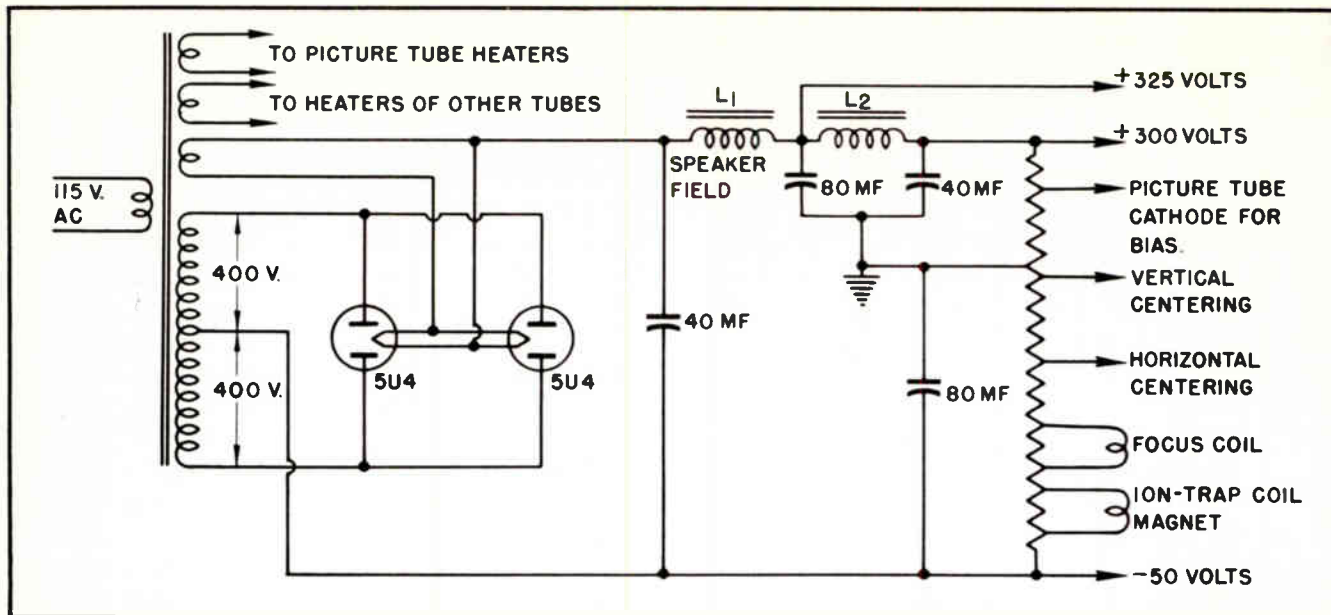 TO PICTURE TUBE HEATERS
TO HEATERS OF OTHER TUBES
115 V.
AC
400 V.
400 V.
5U4
5U4
L1
SPEAKER
FIELD
L2
80 MF
40 MF
40 MF
80 MF
+325 VOLTS
+300 VOLTS
PICTURE TUBE
CATHODE FOR
BIAS.
VERTICAL
CENTERING
HORIZONTAL
CENTERING
FOCUS COIL
ION-TRAP COIL
MAGNET
-50 VOLTS